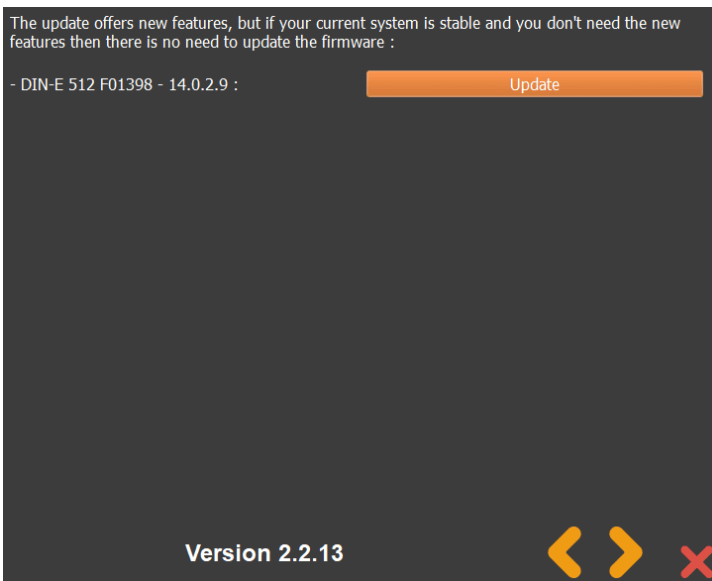 The update offers new features, but if your current system is stable and you don't need the new
features then there is no need to update the firmware :
- DIN-E 512 F01398 - 14.0.2.9 :
Update
Version 2.2.13